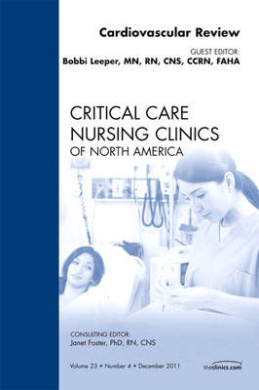 Cardiovascular Review
GUEST EDITOR:
Bobbi Leeper, MN, RN, CNS, CCRN, FAHA
CRITICAL CARE
NURSING CLINICS
OF NORTH AMERICA
CONSULTING EDITOR:
Janet Foster, PhD, RN, CNS
Volume 23 • Number 4 • December 2011
theclinics.com